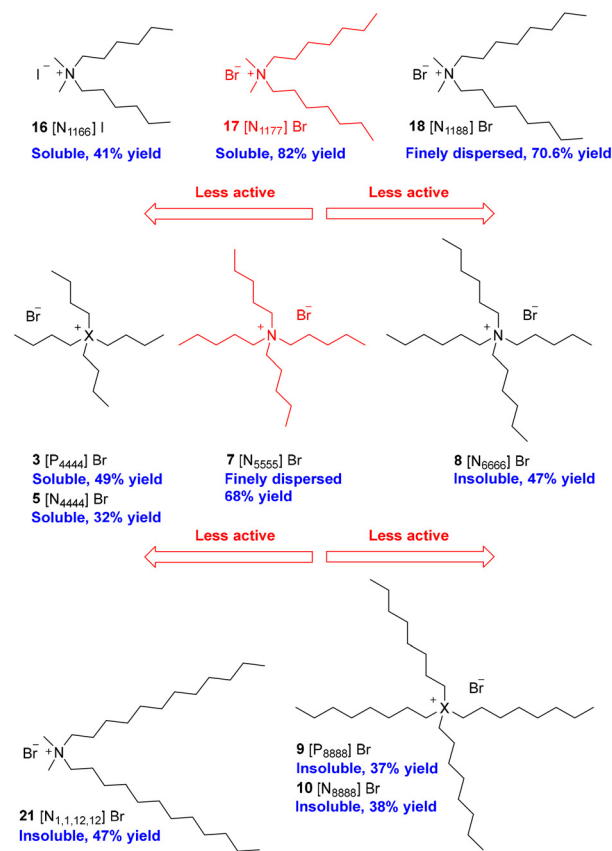 I⁻ N⁺ Br⁻ N⁺ Br⁻ N⁺
16 [N₁₁₆₆] I 17 [N₁₁₇₇] Br 18 [N₁₁₈₈] Br
Soluble, 41% yield Soluble, 82% yield Finely dispersed, 70.6% yield
Less active Less active
Br⁻ X⁺ N⁺ Br⁻ N⁺ Br⁻
3 [P₄₄₄₄] Br 7 [N₅₅₅₅] Br 8 [N₆₆₆₆] Br
Soluble, 49% yield Finely dispersed Insoluble, 47% yield
5 [N₄₄₄₄] Br 68% yield
Soluble, 32% yield
Less active Less active
Br⁻ N⁺ X⁺ Br⁻
9 [P₈₈₈₈] Br
Insoluble, 37% yield
10 [N₈₈₈₈] Br
Insoluble, 38% yield
21 [N₁,₁,₁₂,₁₂] Br
Insoluble, 47% yield